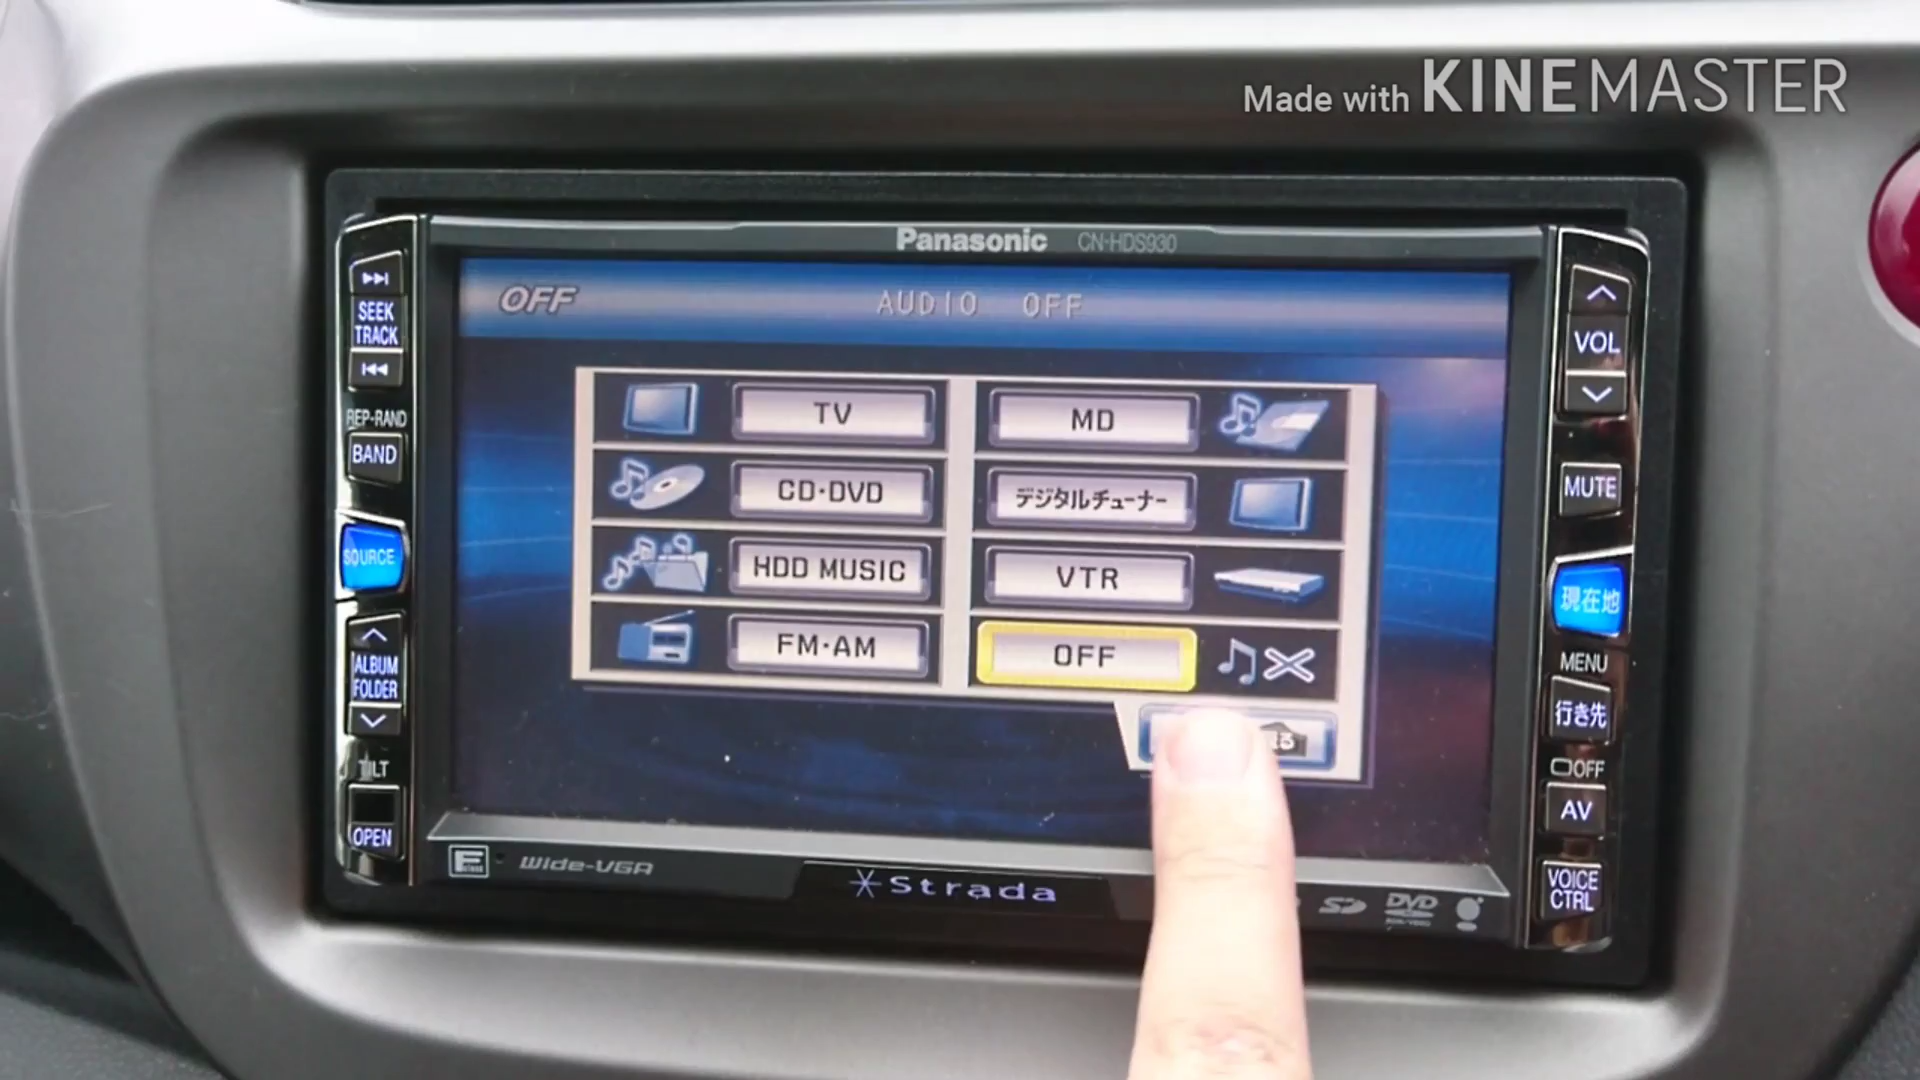 Made with KINEMASTER
Panasonic CN-HDS930
OFF AUDIO OFF
TV
CD·DVD
HDD MUSIC
FM·AM
MD
デジタルチューナー
VTR
OFF
る
SEEK
TRACK
REP-RAND
BAND
SOURCE
ALBUM
FOLDER
TILT
OPEN
VOL
MUTE
現在地
MENU
行き先
OFF
AV
VOICE
CTRL
Wide-VGA
Strada
SD
DVD